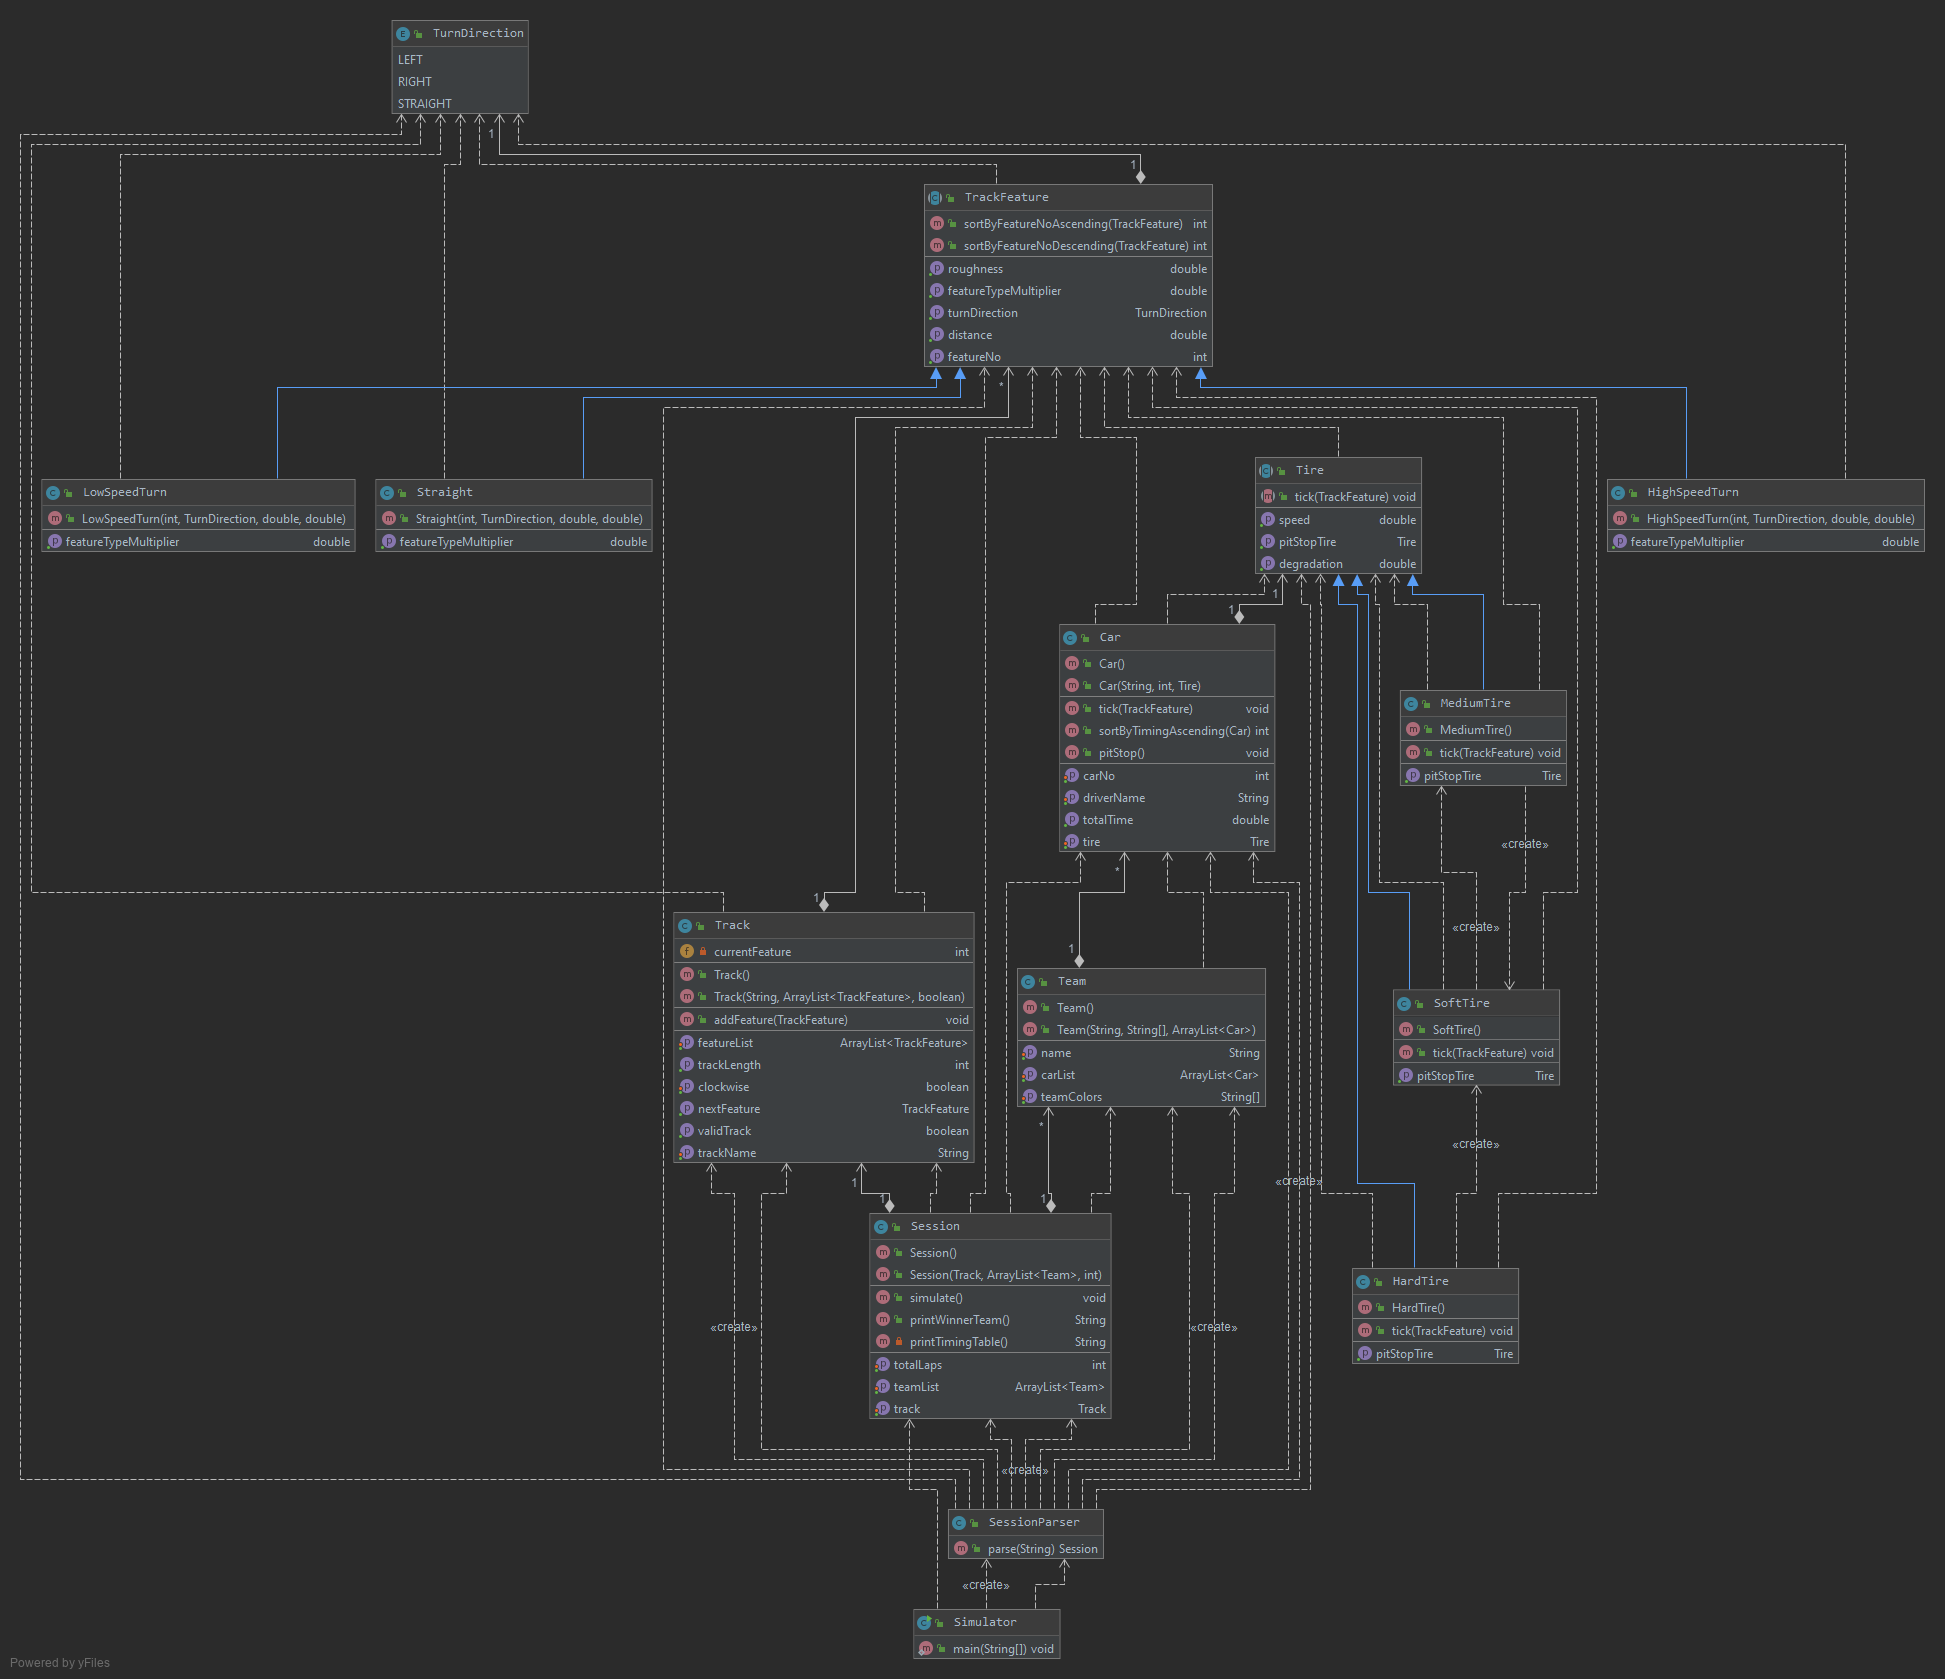 TurnDirection
LEFT
RIGHT
STRAIGHT
1
1
TrackFeature
sortByFeatureNoAscending(TrackFeature) int
sortByFeatureNoDescending(TrackFeature) int
roughness double
featureTypeMultiplier double
turnDirection TurnDirection
distance double
featureNo int
*
LowSpeedTurn
LowSpeedTurn(int, TurnDirection, double, double)
featureTypeMultiplier double
Straight
Straight(int, TurnDirection, double, double)
featureTypeMultiplier double
Tire
tick(TrackFeature) void
speed double
pitStopTire Tire
degradation double
HighSpeedTurn
HighSpeedTurn(int, TurnDirection, double, double)
featureTypeMultiplier double
1
1
Car
Car()
Car(String, int, Tire)
tick(TrackFeature) void
sortByTimingAscending(Car) int
pitStop() void
carNo int
driverName String
totalTime double
tire Tire
MediumTire
MediumTire()
tick(TrackFeature) void
pitStopTire Tire
«create»
*
1
Track
currentFeature int
Track()
Track(String, ArrayList<TrackFeature>, boolean)
addFeature(TrackFeature) void
featureList ArrayList<TrackFeature>
trackLength int
clockwise boolean
nextFeature TrackFeature
validTrack boolean
trackName String
«create»
1
Team
Team()
Team(String, String[], ArrayList<Car>)
name String
carList ArrayList<Car>
teamColors String[]
SoftTire
SoftTire()
tick(TrackFeature) void
pitStopTire Tire
*
«create»
«create»
1
1
1
Session
Session()
Session(Track, ArrayList<Team>, int)
simulate() void
printWinnerTeam() String
printTimingTable() String
totalLaps int
teamList ArrayList<Team>
track Track
HardTire
HardTire()
tick(TrackFeature) void
pitStopTire Tire
«create»
«create»
«create»
SessionParser
parse(String) Session
«create»
Simulator
main(String[]) void
Powered by yFiles